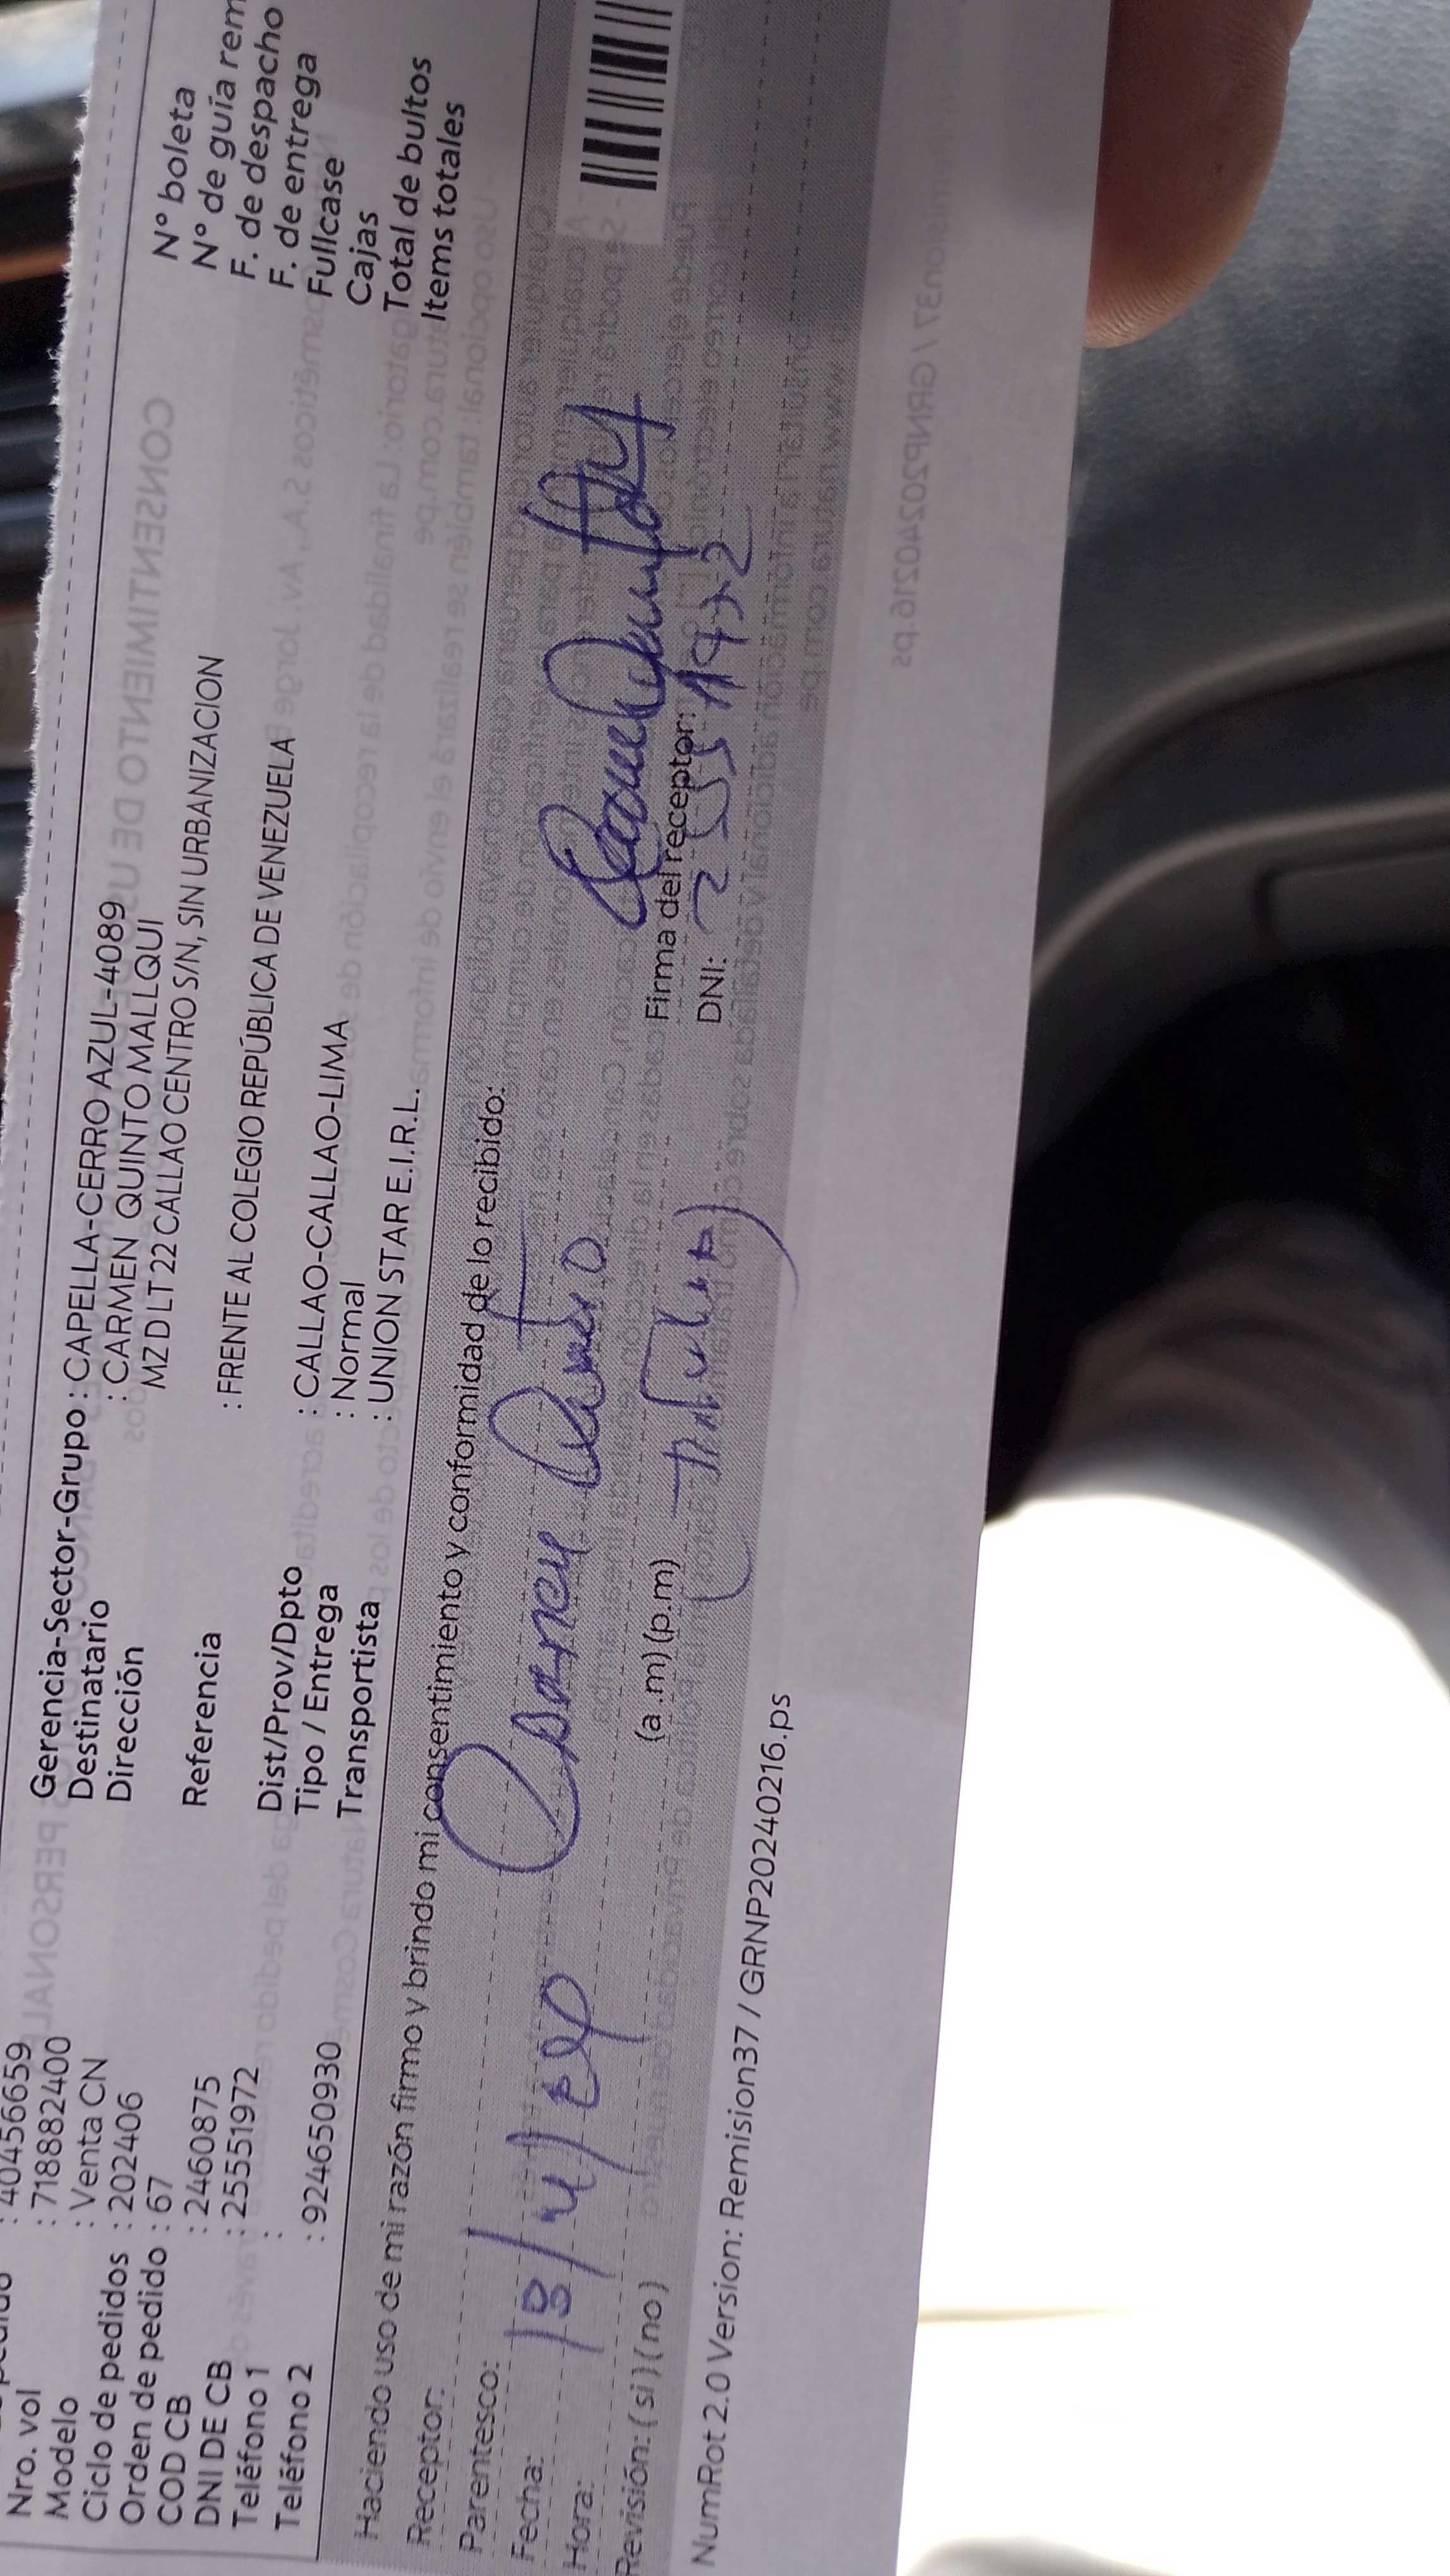 : 40456659
Nro. vol : 718882400
Modelo : Venta CN
Ciclo de pedidos : 202406
Orden de pedido : 67
COD CB : 2460875
DNI DE CB : 25551972
Teléfono 1 :
Teléfono 2 : 924650930
Gerencia-Sector-Grupo : CAPELLA-CERRO AZUL-4089
Destinatario : CARMEN QUINTO MALLQUI
Dirección MZ D LT 22 CALLAO CENTRO S/N, SIN URBANIZACION
Referencia : FRENTE AL COLEGIO REPÚBLICA DE VENEZUELA
Dist/Prov/Dpto : CALLAO-CALLAO-LIMA
Tipo / Entrega : Normal
Transportista : UNION STAR E.I.R.L.
N° boleta
N° de guía rem
F. de despacho
F. de entrega
Fullcase
Cajas
Total de bultos
Items totales
Haciendo uso de mi razón firmo y brindo mi consentimiento y conformidad de lo recibido:
Receptor:
Parentesco: Quinto
Fecha: 18/4/
Hora: (a.m) (p.m) (Titular)
Revisión: ( si ) ( no )
Firma del receptor:
DNI: 25551972
NumRot 2.0 Version: Remision37 / GRNP20240216.ps